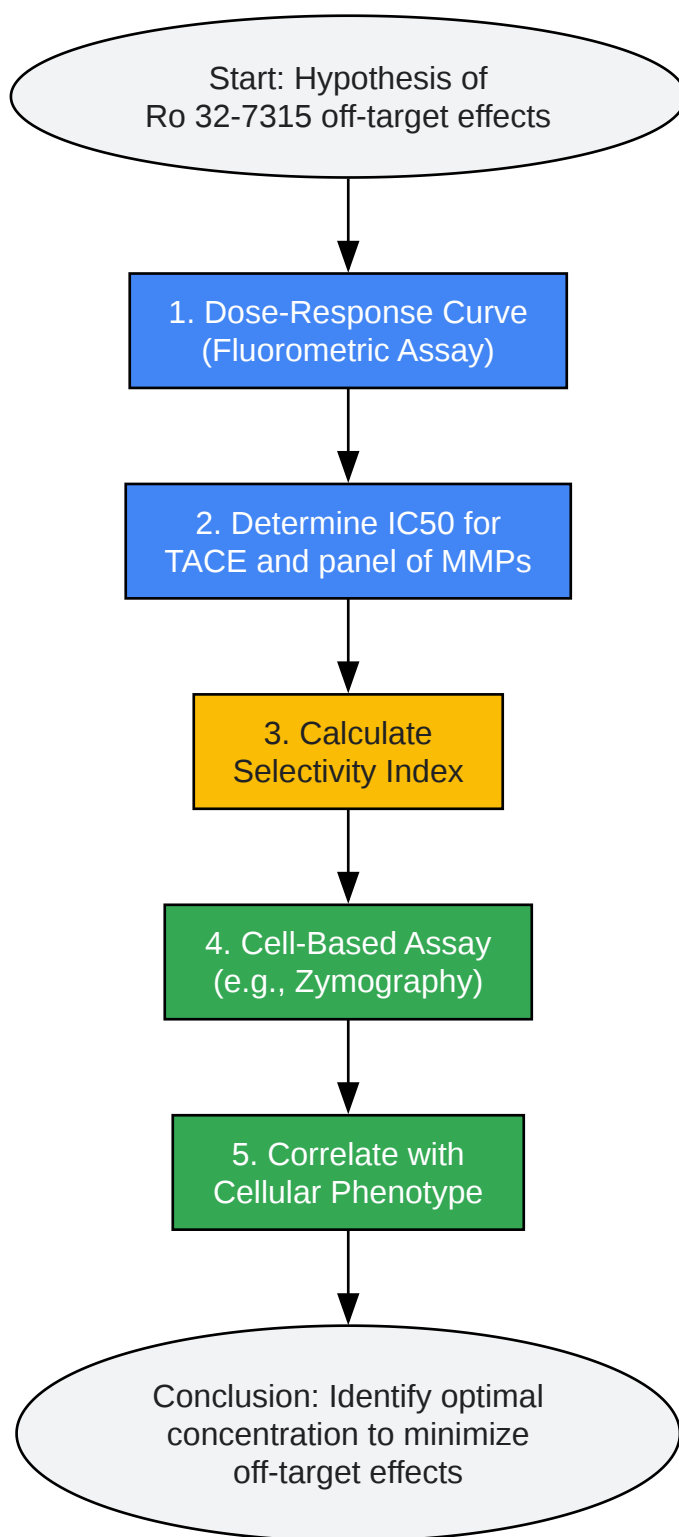 Start: Hypothesis of
Ro 32-7315 off-target effects
1. Dose-Response Curve
(Fluorometric Assay)
2. Determine IC50 for
TACE and panel of MMPs
3. Calculate
Selectivity Index
4. Cell-Based Assay
(e.g., Zymography)
5. Correlate with
Cellular Phenotype
Conclusion: Identify optimal
concentration to minimize
off-target effects